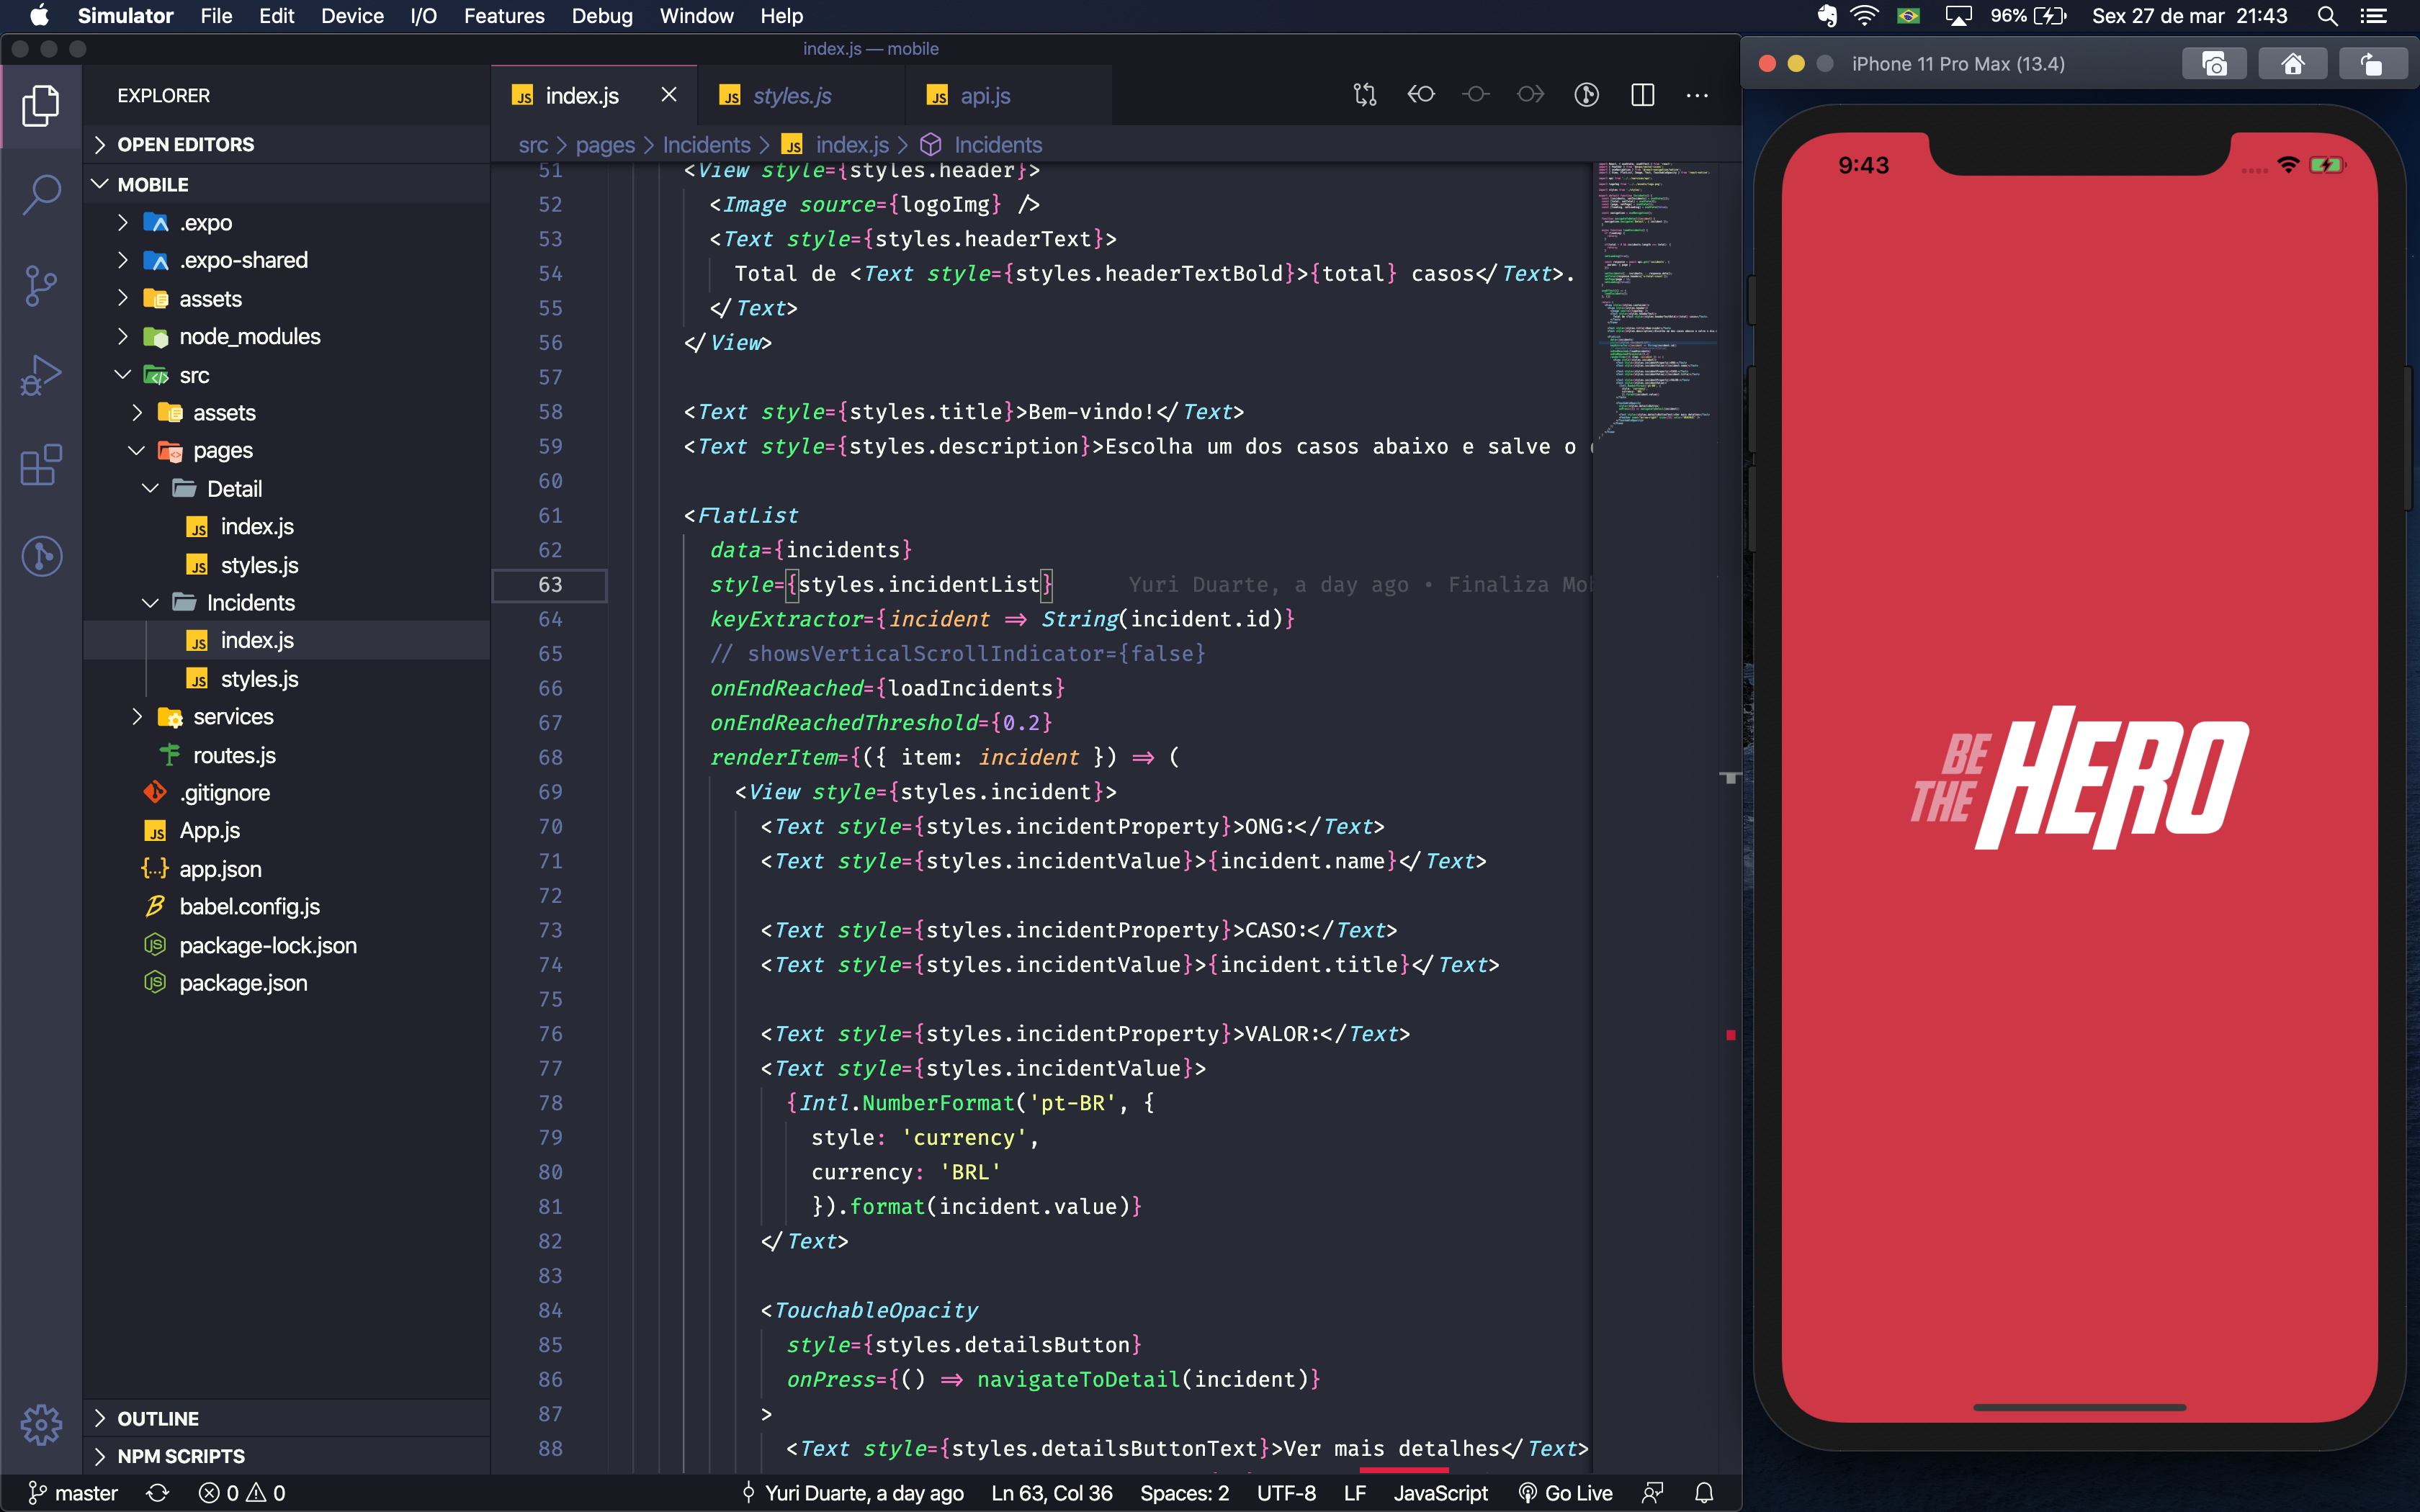 Simulator File Edit Device I/O Features Debug Window Help
96% Sex 27 de mar 21:43
index.js — mobile
EXPLORER
OPEN EDITORS
MOBILE
.expo
.expo-shared
assets
node_modules
src
assets
pages
Detail
JS index.js
JS styles.js
Incidents
JS index.js
JS styles.js
services
routes.js
.gitignore
JS App.js
{...} app.json
babel.config.js
JS package-lock.json
JS package.json
OUTLINE
NPM SCRIPTS
JS index.js
JS styles.js
JS api.js
src > pages > Incidents > JS index.js > Incidents
51 <View style={styles.header}>
52 <Image source={logoImg} />
53 <Text style={styles.headerText}>
54 Total de <Text style={styles.headerTextBold}>{total} casos</Text>.
55 </Text>
56 </View>
57
58 <Text style={styles.title}>Bem-vindo!</Text>
59 <Text style={styles.description}>Escolha um dos casos abaixo e salve o
60
61 <FlatList
62 data={incidents}
63 style={styles.incidentList} Yuri Duarte, a day ago • Finaliza Mo
64 keyExtractor={incident => String(incident.id)}
65 // showsVerticalScrollIndicator={false}
66 onEndReached={loadIncidents}
67 onEndReachedThreshold={0.2}
68 renderItem={({ item: incident }) => (
69 <View style={styles.incident}>
70 <Text style={styles.incidentProperty}>ONG:</Text>
71 <Text style={styles.incidentValue}>{incident.name}</Text>
72
73 <Text style={styles.incidentProperty}>CASO:</Text>
74 <Text style={styles.incidentValue}>{incident.title}</Text>
75
76 <Text style={styles.incidentProperty}>VALOR:</Text>
77 <Text style={styles.incidentValue}>
78 {Intl.NumberFormat('pt-BR', {
79 style: 'currency',
80 currency: 'BRL'
81 }).format(incident.value)}
82 </Text>
83
84 <TouchableOpacity
85 style={styles.detailsButton}
86 onPress={() => navigateToDetail(incident)}
87 >
88 <Text style={styles.detailsButtonText}>Ver mais detalhes</Text>
master 0 0 Yuri Duarte, a day ago Ln 63, Col 36 Spaces: 2 UTF-8 LF JavaScript Go Live
iPhone 11 Pro Max (13.4)
9:43
BE
THE
HERO